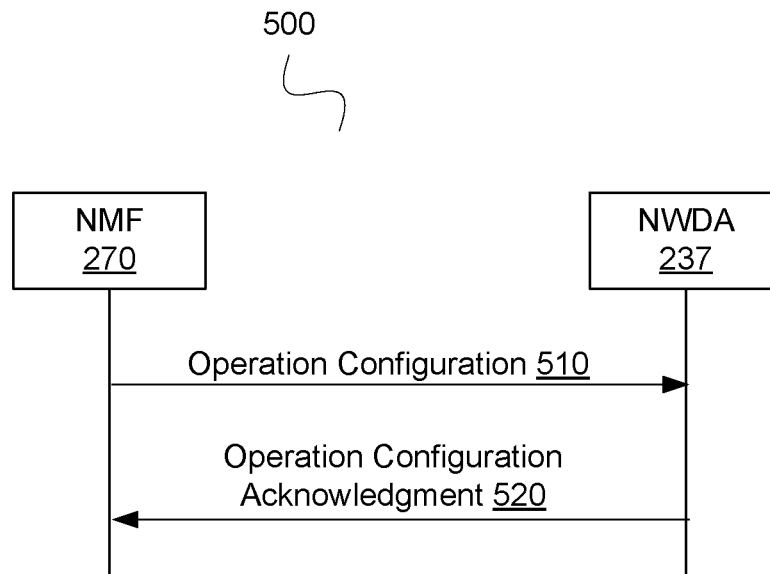 500
NMF
270
NWDA
237
Operation Configuration 510
Operation Configuration
Acknowledgment 520